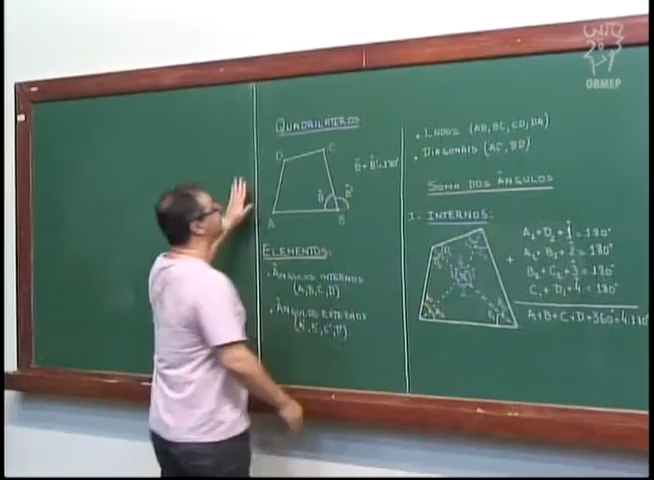 OBMEP
QUADRILÁTEROS
D
C
B̂ + B̂' = 180°
B̂
B̂'
A
B
ELEMENTOS
• ÂNGULOS INTERNOS
(Â, B̂, Ĉ, D̂)
• ÂNGULOS EXTERNOS
(Â', B̂', Ĉ', D̂')
• LADOS (AB, BC, CD, DA)
• DIAGONAIS (AC, BD)
SOMA DOS ÂNGULOS
1- INTERNOS:
A₁ + D₂ + 1̂ = 180°
A₂ + B₁ + 2̂ = 180°
+
B₂ + C₂ + 3̂ = 180°
C₁ + D₁ + 4̂ = 180°
A+B+C+D+360°=4.180°